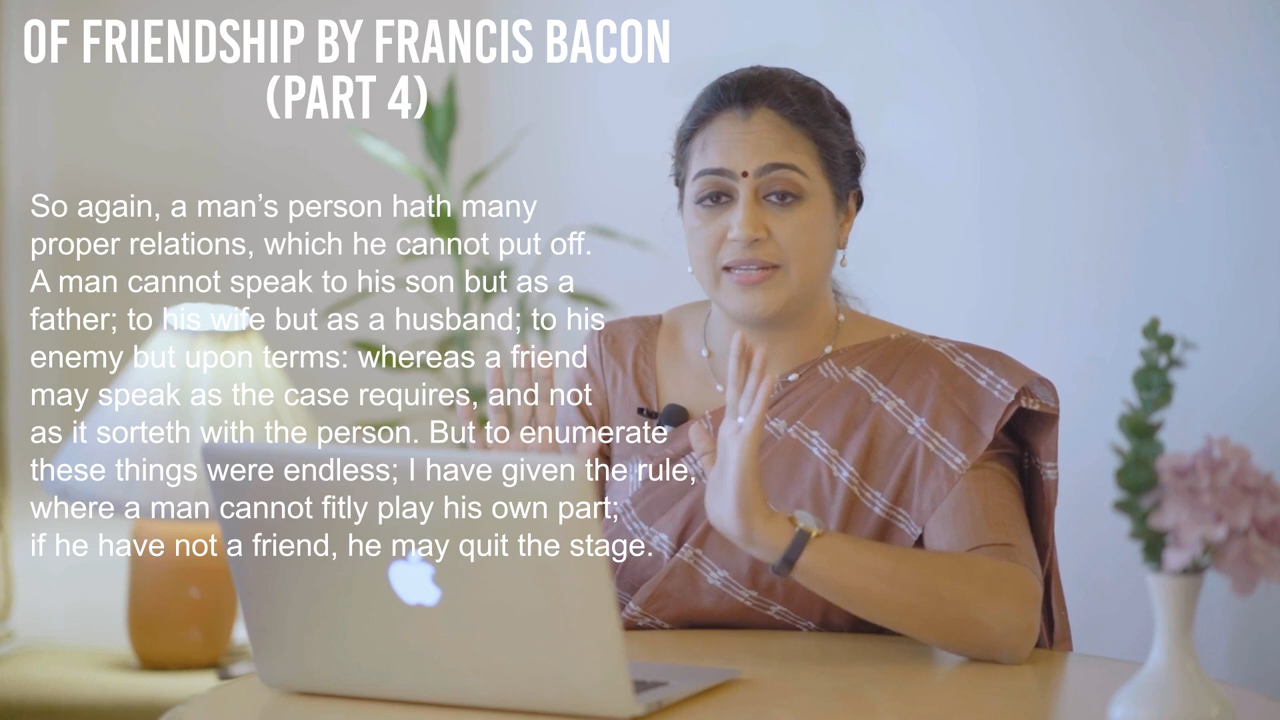 OF FRIENDSHIP BY FRANCIS BACON
(PART 4)
So again, a man’s person hath many
proper relations, which he cannot put off.
A man cannot speak to his son but as a
father; to his wife but as a husband; to his
enemy but upon terms: whereas a friend
may speak as the case requires, and not
as it sorteth with the person. But to enumerate
these things were endless; I have given the rule,
where a man cannot fitly play his own part;
if he have not a friend, he may quit the stage.